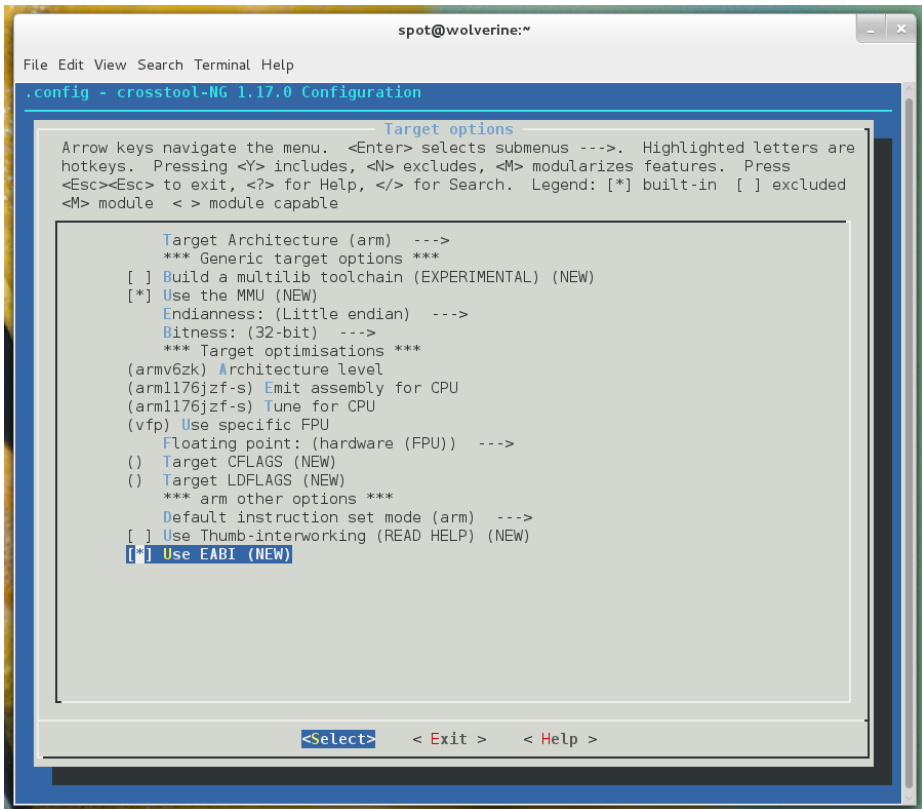 spot@wolverine:~
File Edit View Search Terminal Help
.config - crosstool-NG 1.17.0 Configuration
Target options
Arrow keys navigate the menu.  <Enter> selects submenus --->.  Highlighted letters are
hotkeys.  Pressing <Y> includes, <N> excludes, <M> modularizes features.  Press
<Esc><Esc> to exit, <?> for Help, </> for Search.  Legend: [*] built-in  [ ] excluded
<M> module  < > module capable
Target Architecture (arm)  --->
*** Generic target options ***
[ ] Build a multilib toolchain (EXPERIMENTAL) (NEW)
[*] Use the MMU (NEW)
Endianness: (Little endian)  --->
Bitness: (32-bit)  --->
*** Target optimisations ***
(armv6zk) Architecture level
(arm1176jzf-s) Emit assembly for CPU
(arm1176jzf-s) Tune for CPU
(vfp) Use specific FPU
Floating point: (hardware (FPU))  --->
()  Target CFLAGS (NEW)
()  Target LDFLAGS (NEW)
*** arm other options ***
Default instruction set mode (arm)  --->
[ ] Use Thumb-interworking (READ HELP) (NEW)
[*] Use EABI (NEW)
<Select>    < Exit >    < Help >